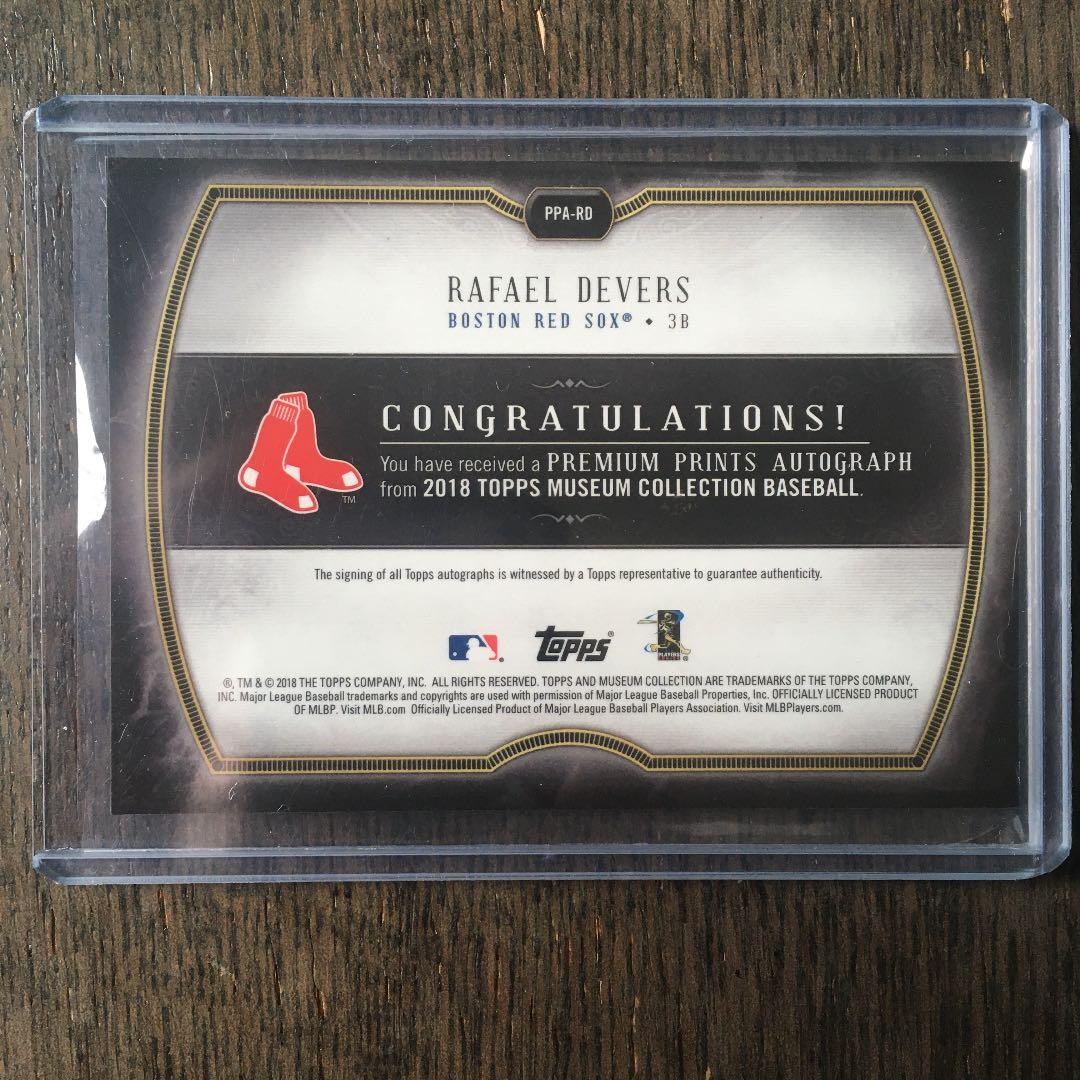 PPA-RD
RAFAEL DEVERS
BOSTON RED SOX® • 3B
CONGRATULATIONS!
You have received a PREMIUM PRINTS AUTOGRAPH
from 2018 TOPPS MUSEUM COLLECTION BASEBALL.
TM
The signing of all Topps autographs is witnessed by a Topps representative to guarantee authenticity.
Topps®
PLAYERS
®, TM & © 2018 THE TOPPS COMPANY, INC. ALL RIGHTS RESERVED. TOPPS AND MUSEUM COLLECTION ARE TRADEMARKS OF THE TOPPS COMPANY,
INC. Major League Baseball trademarks and copyrights are used with permission of Major League Baseball Properties, Inc. OFFICIALLY LICENSED PRODUCT
OF MLBP. Visit MLB.com Officially Licensed Product of Major League Baseball Players Association. Visit MLBPlayers.com.